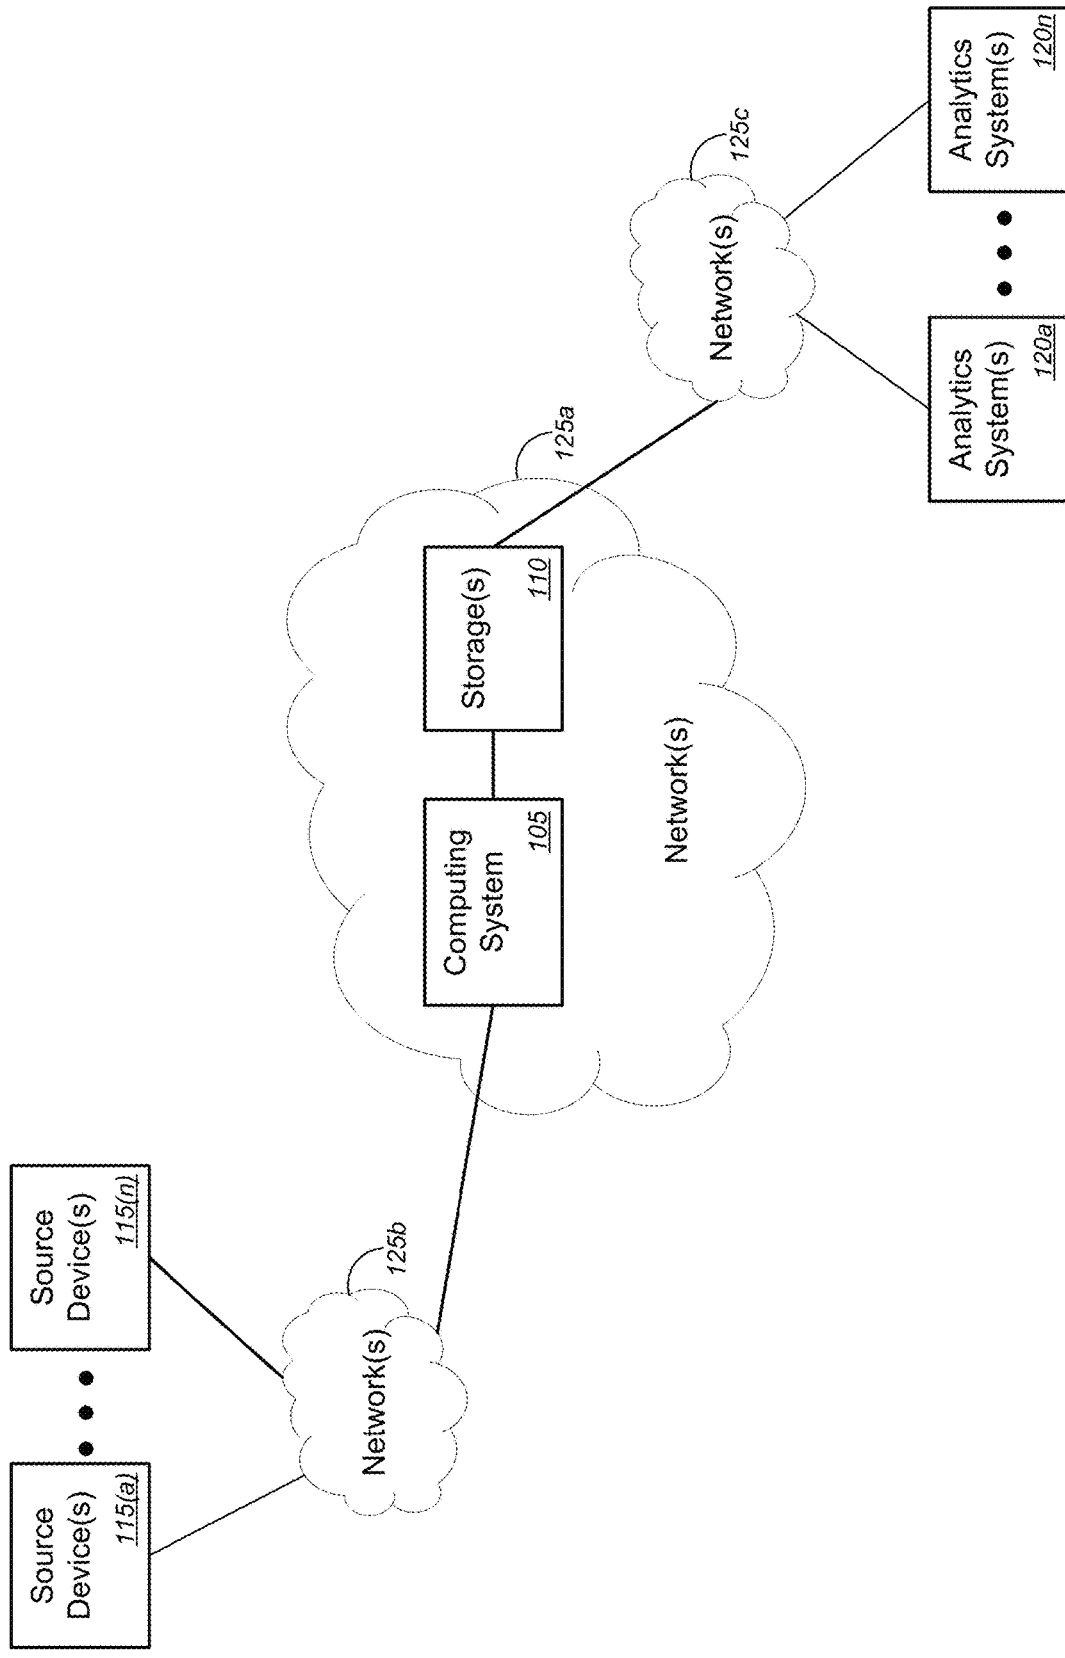 Source
Device(s)
115(a)
Source
Device(s)
115(n)
Network(s)
125b
Computing
System
105
Storage(s)
110
Network(s)
125a
Network(s)
125c
Analytics
System(s)
120a
Analytics
System(s)
120n